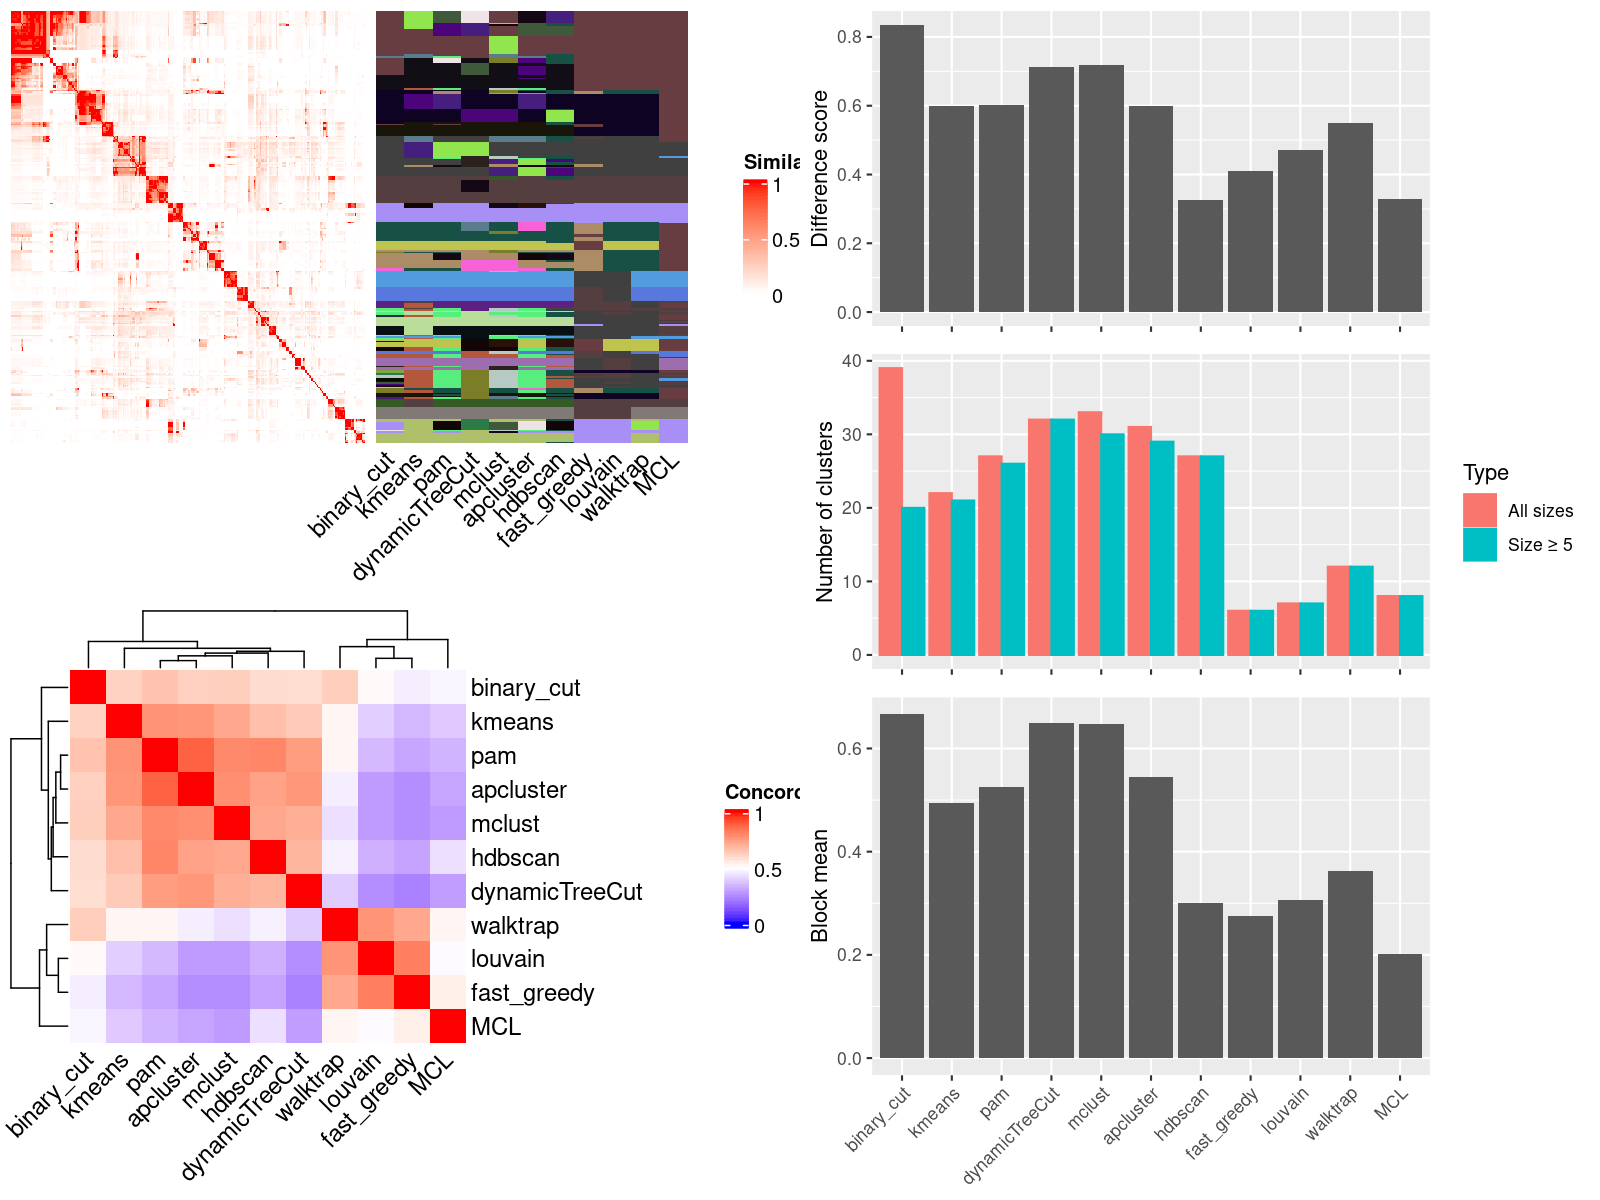 Simila
1
0.5
0
binary_cut
kmeans
pam
dynamicTreeCut
mclust
apcluster
hdbscan
fast_greedy
louvain
walktrap
MCL
binary_cut
kmeans
pam
apcluster
mclust
hdbscan
dynamicTreeCut
walktrap
louvain
fast_greedy
MCL
binary_cut
kmeans
pam
apcluster
mclust
hdbscan
dynamicTreeCut
walktrap
louvain
fast_greedy
MCL
Concord
1
0.5
0
Difference score
0.8
0.6
0.4
0.2
0.0
Number of clusters
40
30
20
10
0
Type
All sizes
Size ≥ 5
Block mean
0.6
0.4
0.2
0.0
binary_cut
kmeans
pam
dynamicTreeCut
mclust
apcluster
hdbscan
fast_greedy
louvain
walktrap
MCL